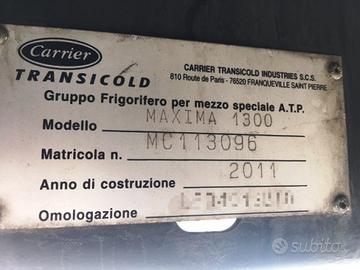 Carrier
TRANSICOLD
CARRIER TRANSICOLD INDUSTRIES S.C.S.
810 Route de Paris - 76520 FRANQUEVILLE SAINT PIERRE
Gruppo Frigorifero per mezzo speciale A.T.P.
Modello MAXIMA 1300
Matricola n. MC113096
Anno di costruzione 2011
Omologazione
subito